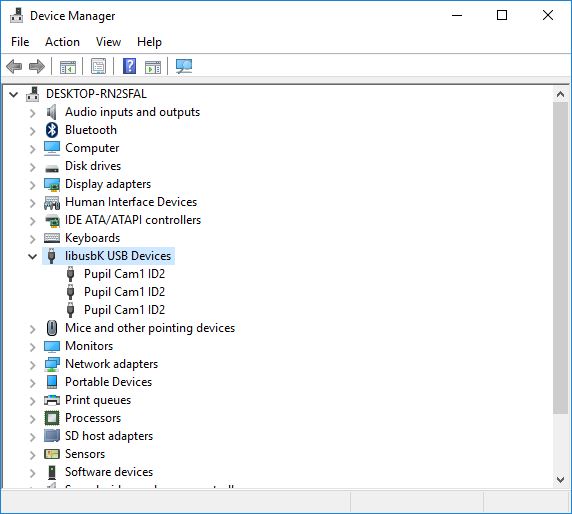 Device Manager
File Action View Help
DESKTOP-RN2SFAL
Audio inputs and outputs
Bluetooth
Computer
Disk drives
Display adapters
Human Interface Devices
IDE ATA/ATAPI controllers
Keyboards
libusbK USB Devices
Pupil Cam1 ID2
Pupil Cam1 ID2
Pupil Cam1 ID2
Mice and other pointing devices
Monitors
Network adapters
Portable Devices
Print queues
Processors
SD host adapters
Sensors
Software devices